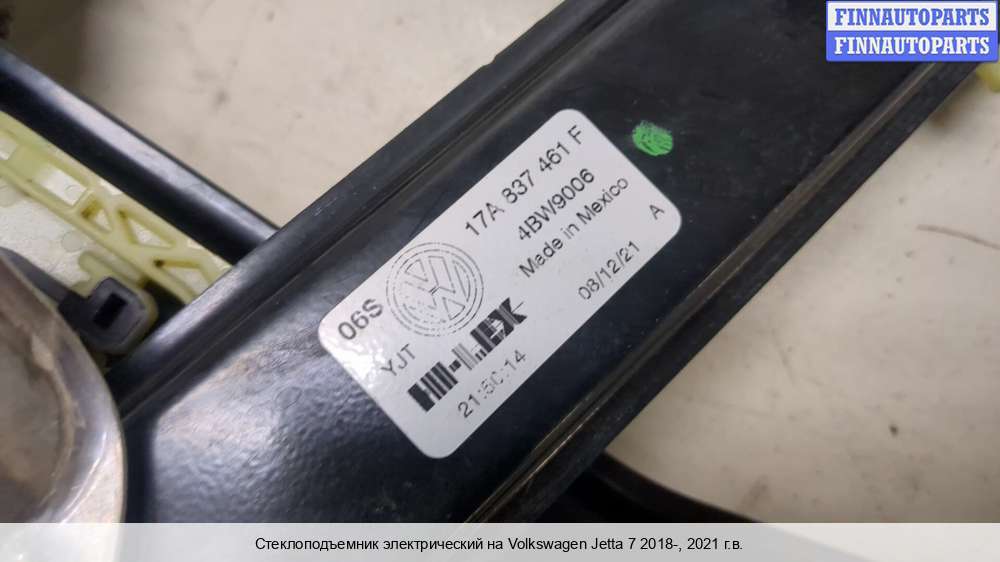 FINNAUTOPARTS
FINNAUTOPARTS
17A 837 461 F
4BW9006
Made in Mexico
06S
YJT
08/12/21
A
21:50:14
Стеклоподъемник электрический на Volkswagen Jetta 7 2018-, 2021 г.в.